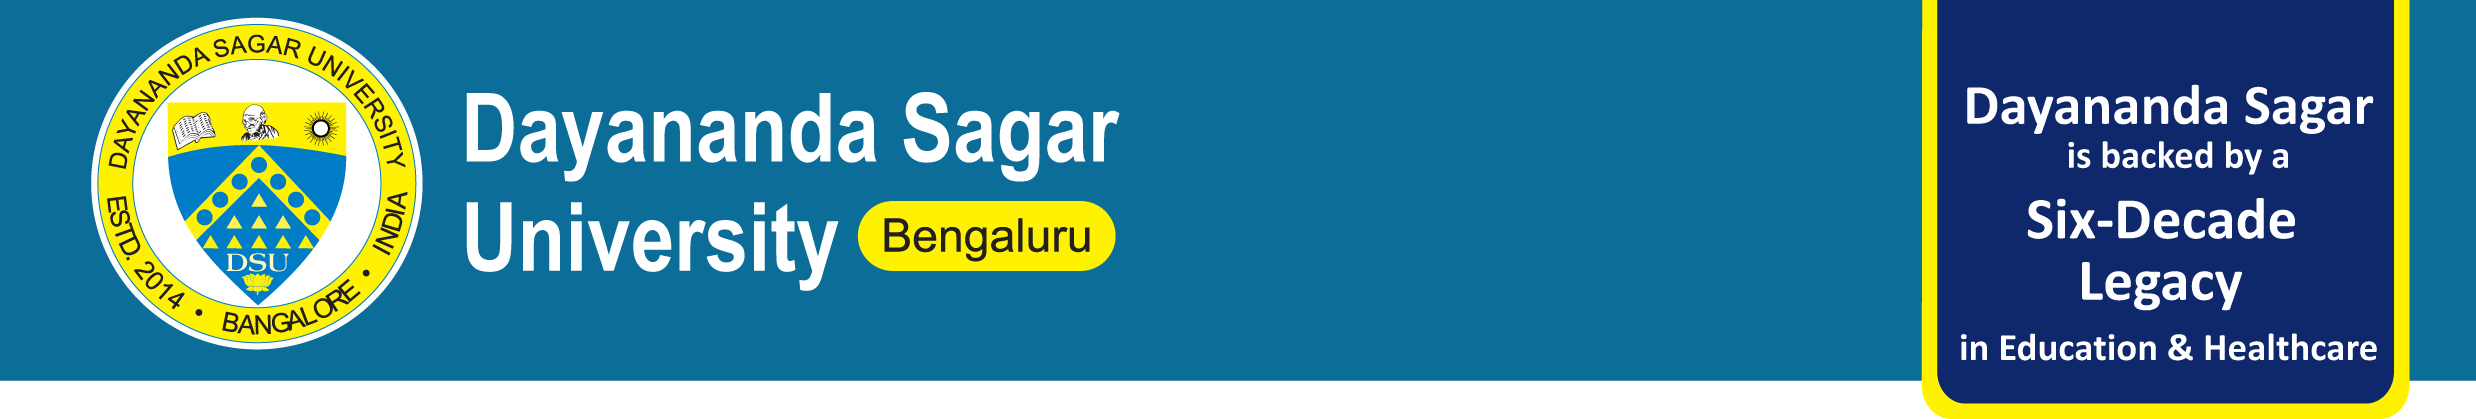 DAYANANDA SAGAR UNIVERSITY INDIA • BANGALORE • ESTD. 2014
DSU
Dayananda Sagar
University Bengaluru
Dayananda Sagar
is backed by a
Six-Decade
Legacy
in Education & Healthcare